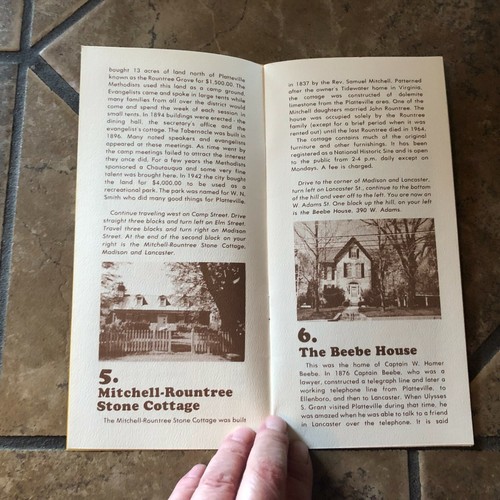 bought 13 acres of land north of Platteville
known as the Rountree Grove for $1,500.00. The
Methodists used this land as a camp ground.
Evangelists came and spoke in large tents while
many families from all over the district would
come and spend the week of each session in
small tents. In 1894 buildings were erected - the
dining hall, the secretary's office and the
evangelist's cottage. The Tabernacle was built in
1896. Many noted speakers and evangelists
appeared at these meetings. As time went by
the camp meetings failed to attract the interest
they once did. For a few years the Methodists
sponsored a Chautauqua and some very fine
talent was brought here. In 1942 the city bought
the land for $4,000.00 to be used as a
recreational park. The park was named for W. N.
Smith who did many good things for Platteville.
Continue traveling west on Camp Street. Drive
straight three blocks and turn left on Elm Street
Travel three blocks and turn right on Madison
Street. At the end of the second block on your
right is the Mitchell-Rountree Stone Cottage,
Madison and Lancaster.
5.
Mitchell-Rountree
Stone Cottage
The Mitchell-Rountree Stone Cottage was built
in 1837 by the Rev. Samuel Mitchell. Patterned
after the owner's Tidewater home in Virginia,
the cottage was constructed of dolemite
limestone from the Platteville area. One of the
Mitchell daughters married John Rountree. The
house was occupied solely by the Rountree
family (except for a brief period when it was
rented out) until the last Rountree died in 1964.
The cottage contains much of the original
furniture and other furnishings. It has been
registered as a National Historic Site and is open
to the public from 2-4 p.m. daily except on
Mondays. A fee is charged.
Drive to the corner of Madison and Lancaster,
turn left on Lancaster St., continue to the bottom
of the hill and veer off to the left. You are now on
W. Adams St. One block up the hill, on your left
is the Beebe House. 390 W. Adams.
6.
The Beebe House
This was the home of Captain W. Homer
Beebe. In 1876 Captain Beebe, who was a
lawyer, constructed a telegraph line and later a
working telephone line from Platteville, to
Ellenboro, and then to Lancaster. When Ulysses
S. Grant visited Platteville during that time, he
was amazed when he was able to talk to a friend
in Lancaster over the telephone. It is said